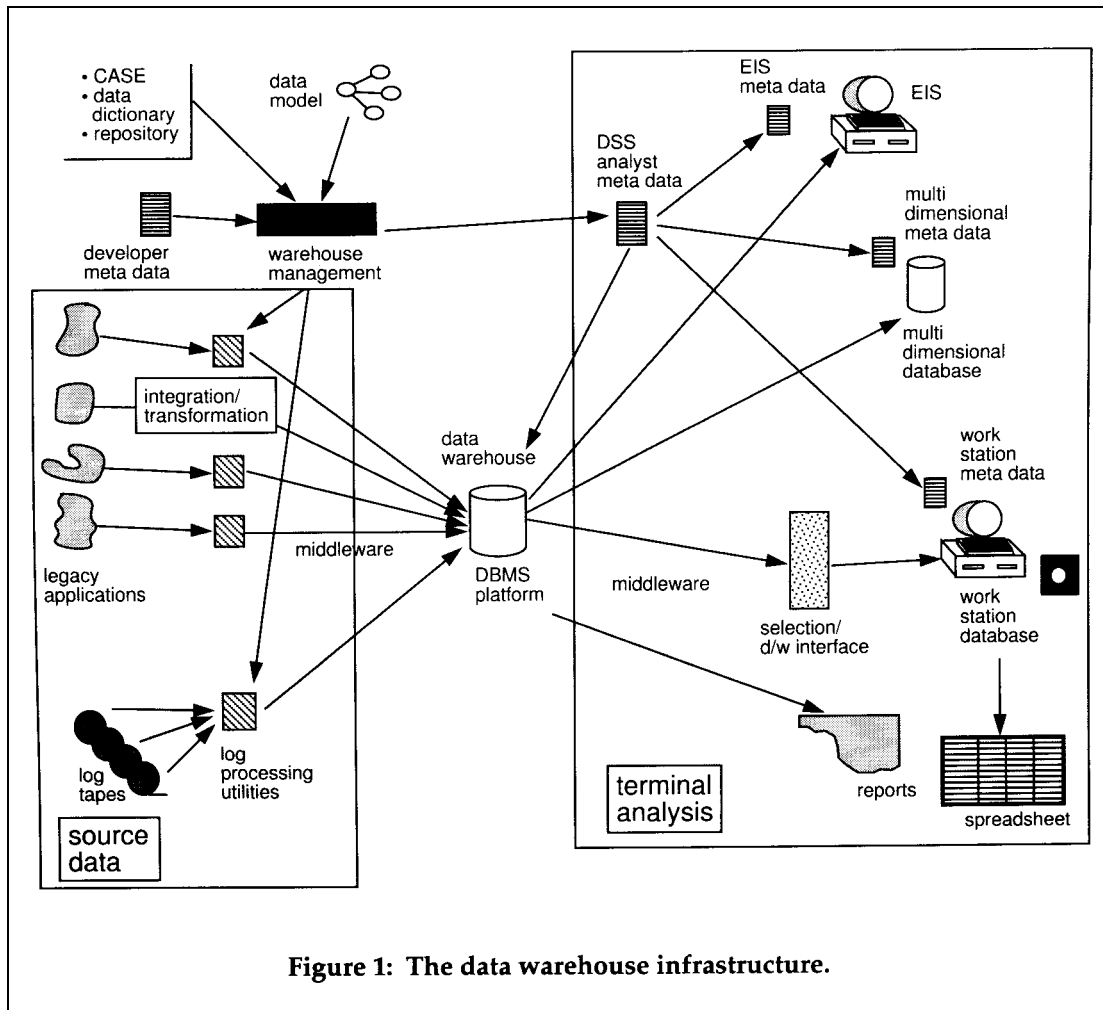 • CASE
• data
dictionary
• repository
data
model
developer
meta data
warehouse
management
integration/
transformation
legacy
applications
middleware
log
tapes
log
processing
utilities
source
data
data
warehouse
DBMS
platform
EIS
meta data
EIS
DSS
analyst
meta data
multi
dimensional
meta data
multi
dimensional
database
work
station
meta data
middleware
selection/
d/w interface
work
station
database
reports
spreadsheet
terminal
analysis
Figure 1: The data warehouse infrastructure.